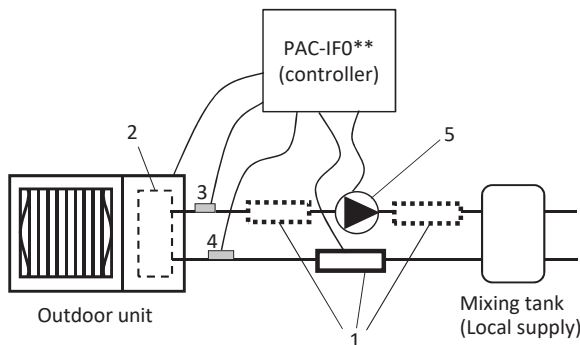 PAC-IF0**
(controller)
2
5
3
4
1
Outdoor unit
Mixing tank
(Local supply)